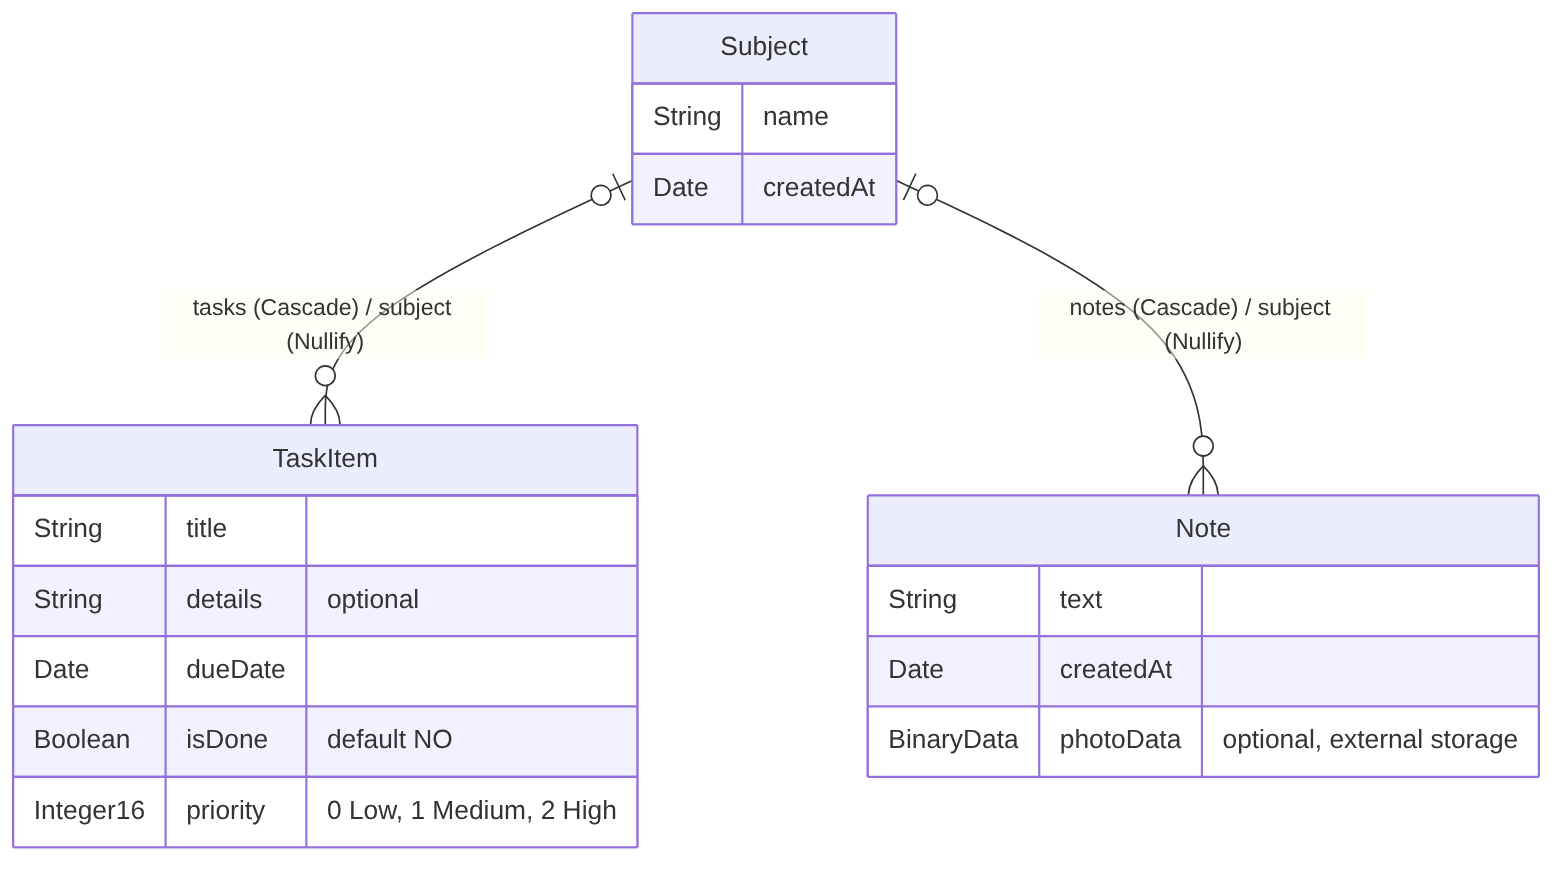 Subject
String name
Date createdAt
tasks (Cascade) / subject
(Nullify)
notes (Cascade) / subject
(Nullify)
TaskItem
String title
String details optional
Date dueDate
Boolean isDone default NO
Integer16 priority 0 Low, 1 Medium, 2 High
Note
String text
Date createdAt
BinaryData photoData optional, external storage